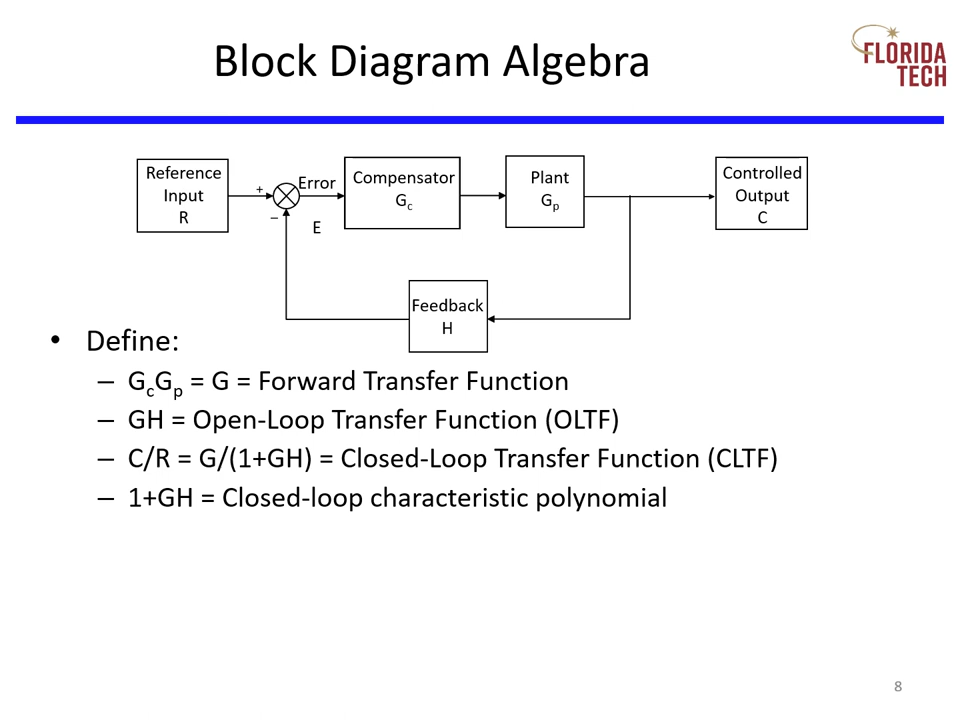 Block Diagram Algebra
FLORIDA
TECH
Reference
Input
R
+
–
Error
E
Compensator
Gc
Plant
Gp
Controlled
Output
C
Feedback
H
• Define:
– GcGp = G = Forward Transfer Function
– GH = Open-Loop Transfer Function (OLTF)
– C/R = G/(1+GH) = Closed-Loop Transfer Function (CLTF)
– 1+GH = Closed-loop characteristic polynomial
8